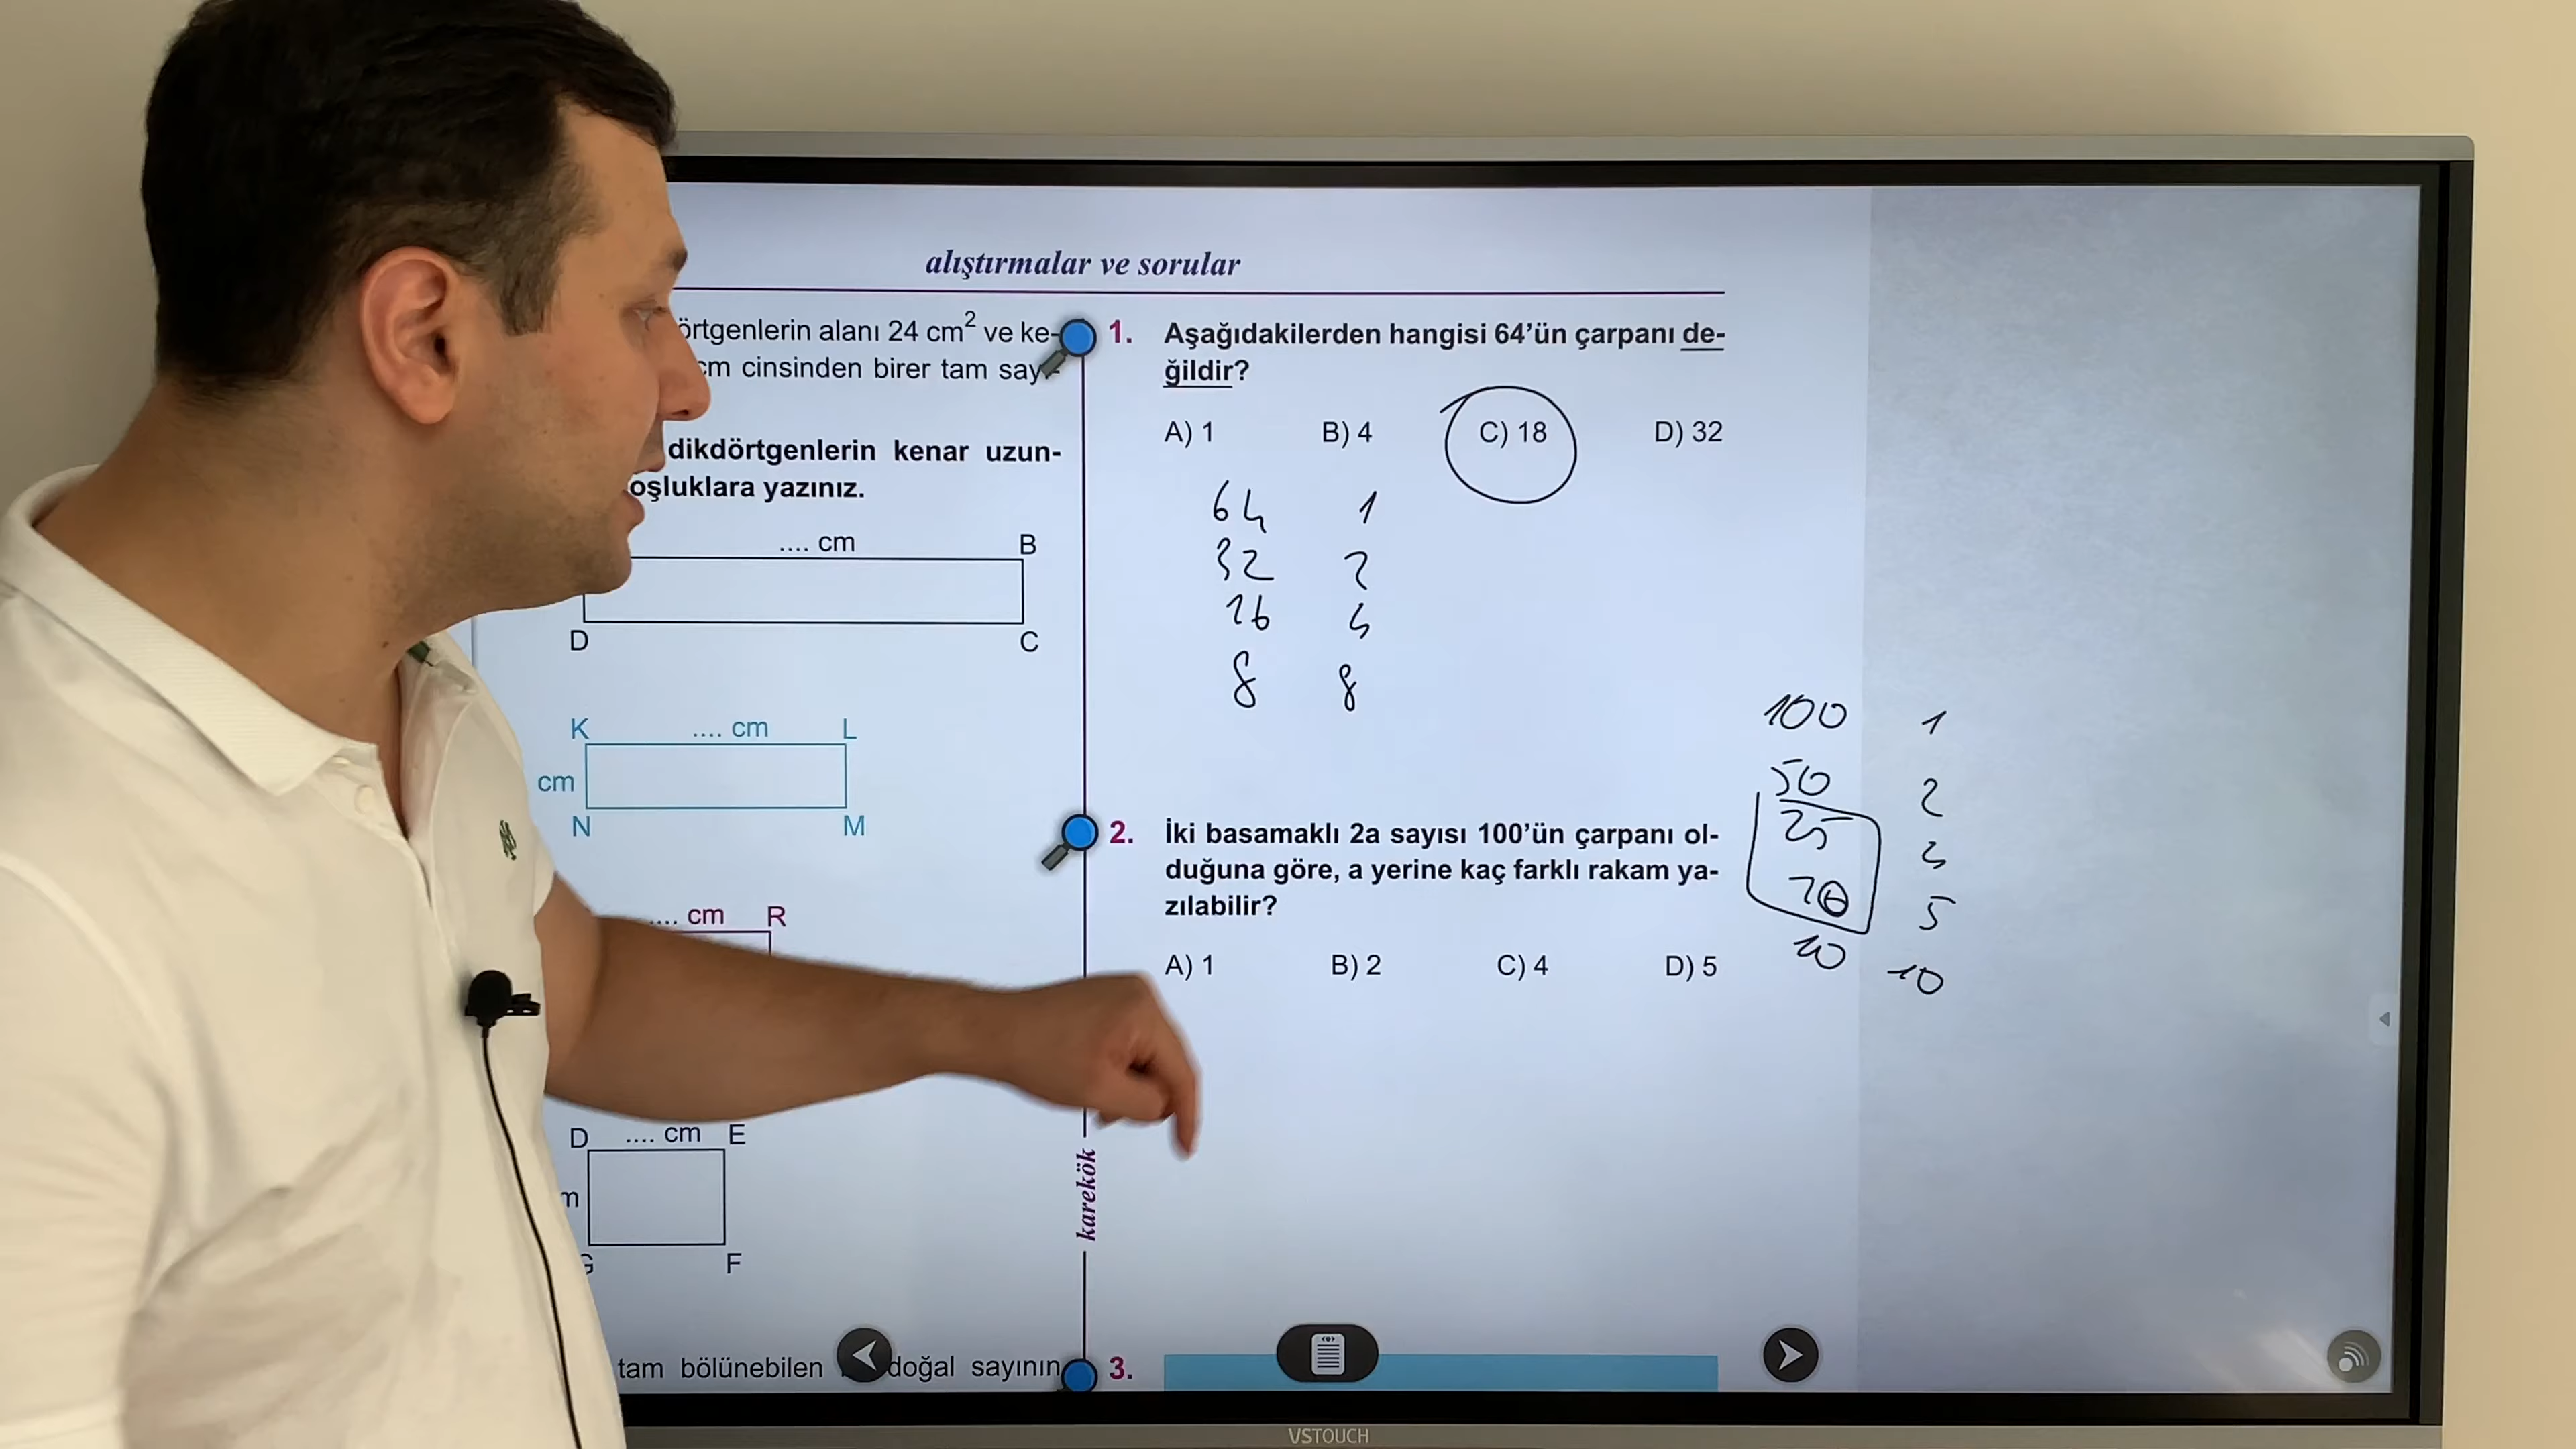 alıştırmalar ve sorular
örtgenlerin alanı 24 cm² ve ke-
cm cinsinden birer tam sayı-
dikdörtgenlerin kenar uzun-
oşluklara yazınız.
.... cm B
D C
K .... cm L
cm
N M
.... cm R
D .... cm E
m
G F
tam bölünebilen doğal sayının
karekök
1. Aşağıdakilerden hangisi 64’ün çarpanı de-
ğildir?
A) 1 B) 4 C) 18 D) 32
64 1
32 2
16 4
8 8
2. İki basamaklı 2a sayısı 100’ün çarpanı ol-
duğuna göre, a yerine kaç farklı rakam ya-
zılabilir?
A) 1 B) 2 C) 4 D) 5
100 1
50 2
25 4
20 5
10 10
3.
VSTOUCH